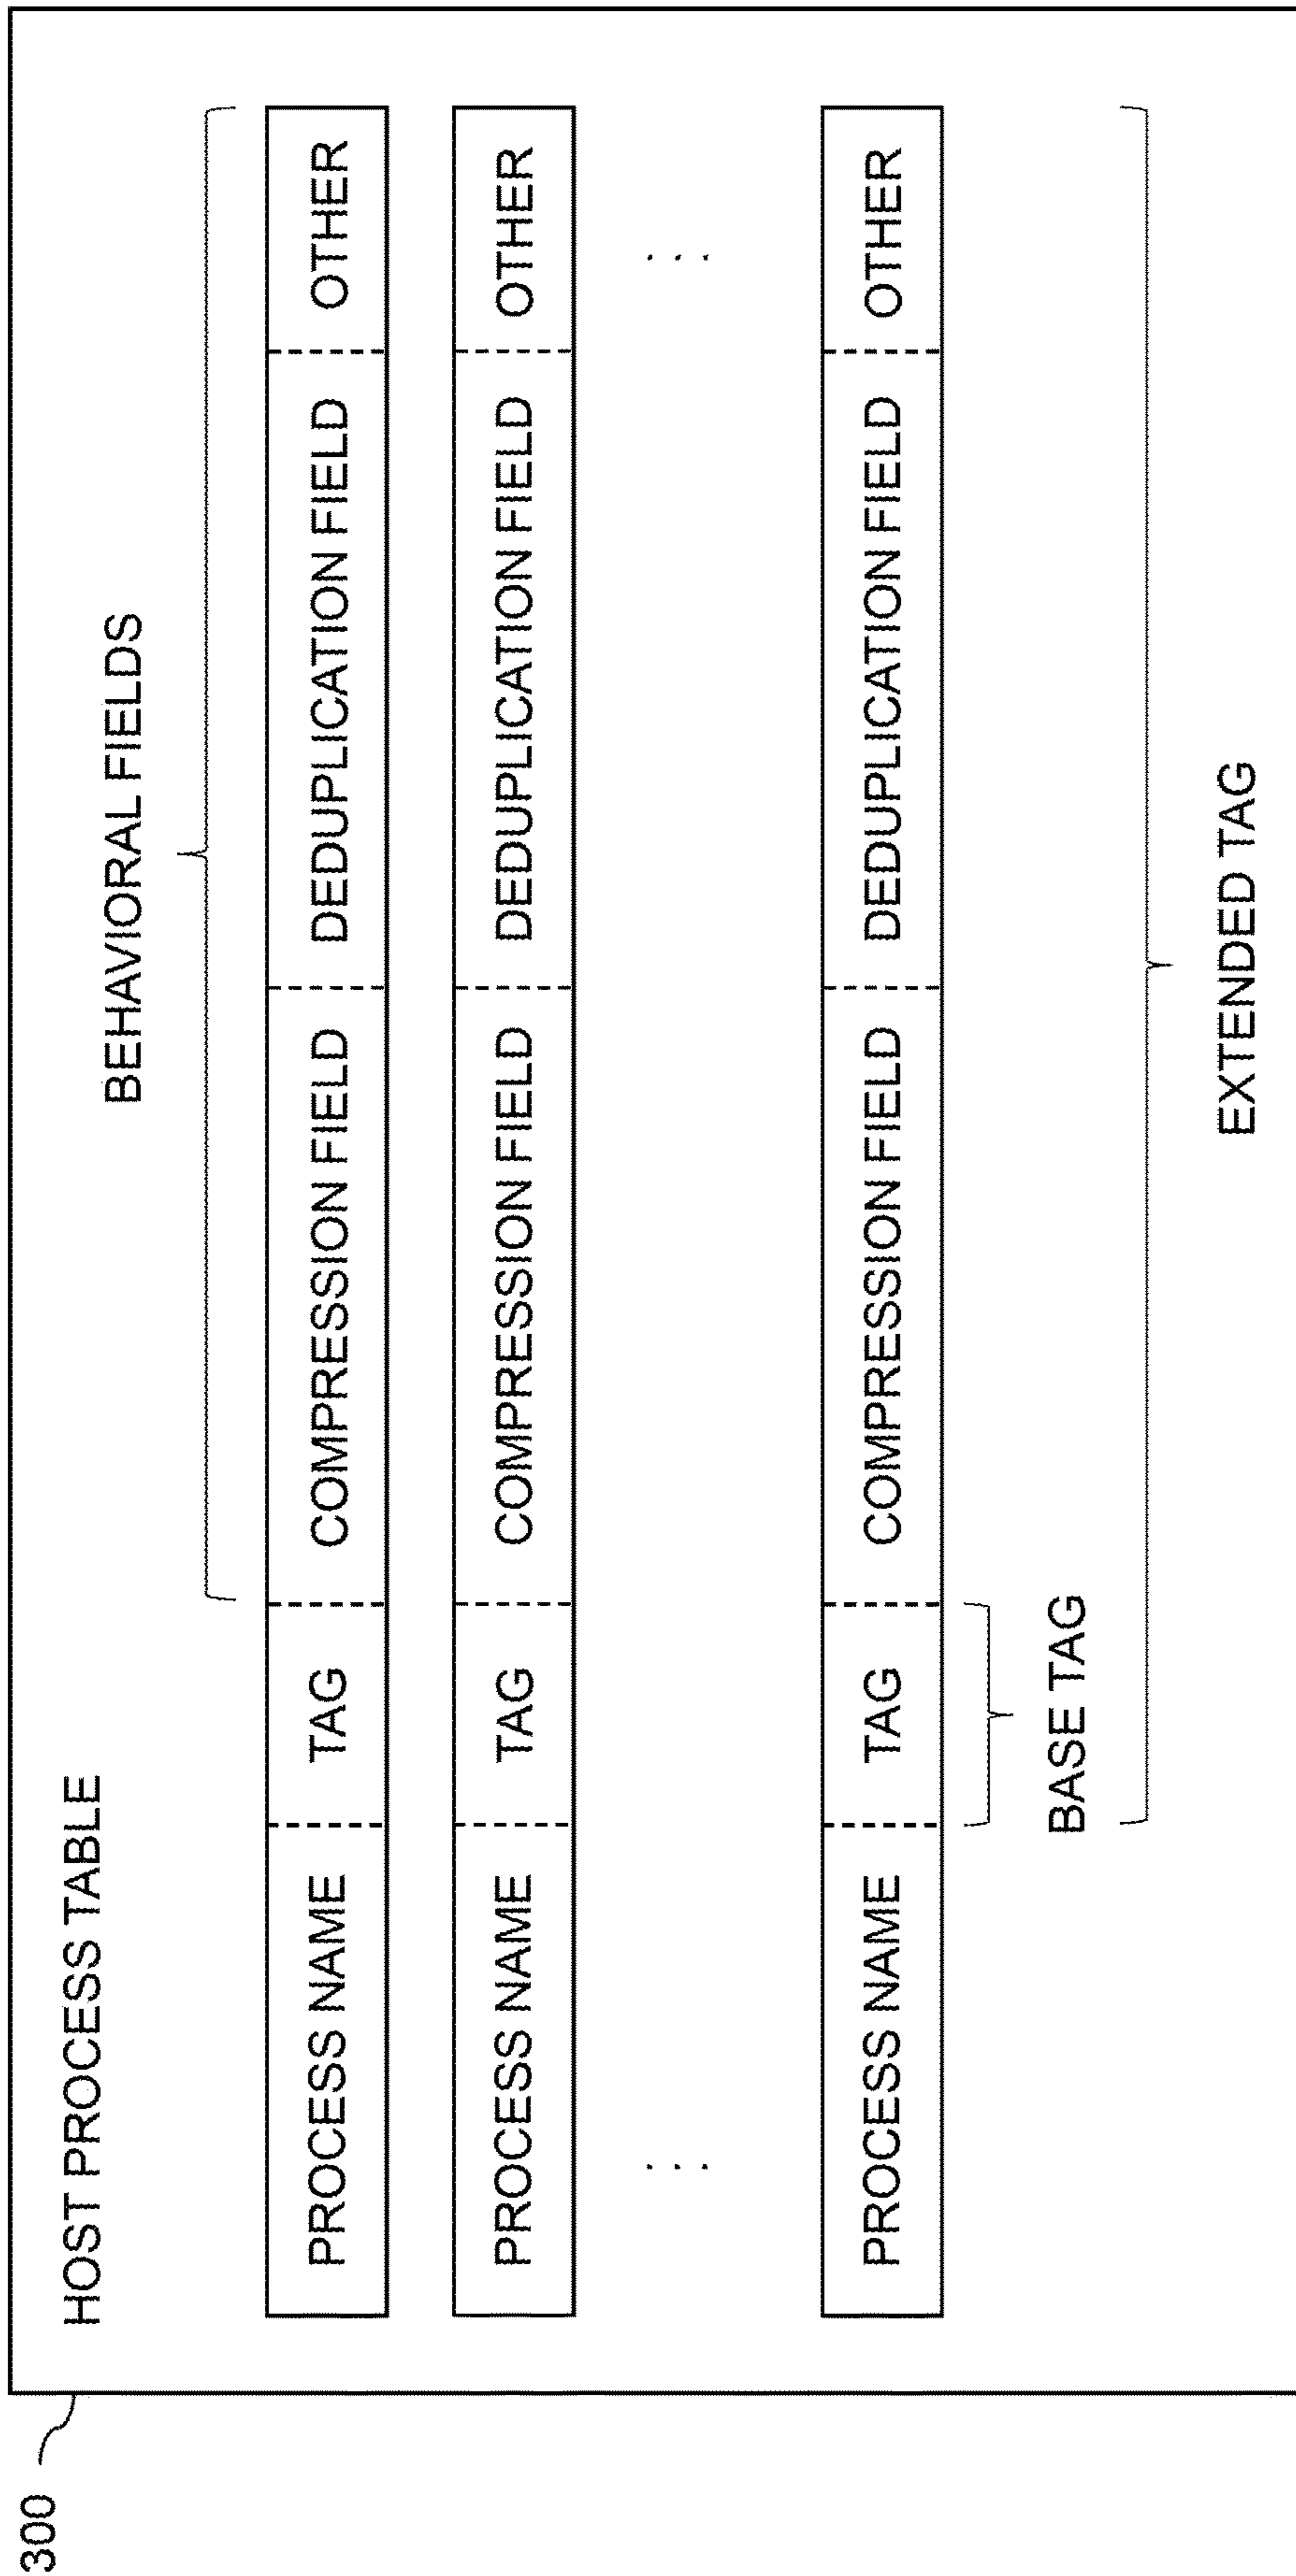 300
HOST PROCESS TABLE
BEHAVIORAL FIELDS
PROCESS NAME TAG COMPRESSION FIELD DEDUPLICATION FIELD OTHER
PROCESS NAME TAG COMPRESSION FIELD DEDUPLICATION FIELD OTHER
. . . . . .
PROCESS NAME TAG COMPRESSION FIELD DEDUPLICATION FIELD OTHER
BASE TAG
EXTENDED TAG